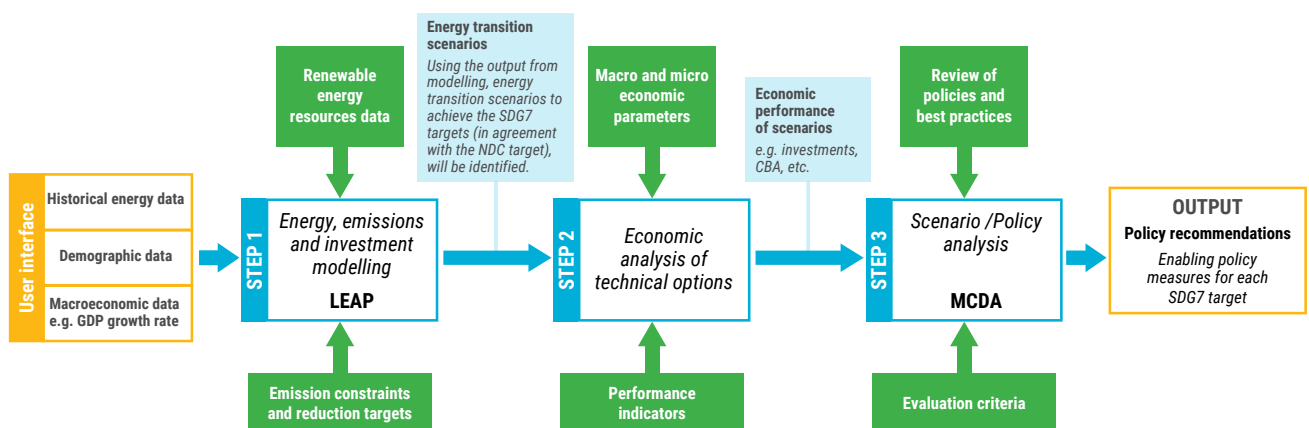 Energy transition
scenarios
Using the output from
modelling, energy
transition scenarios to
achieve the SDG7
targets (in agreement
with the NDC target),
will be identified.
Renewable
energy
resources data
Macro and micro
economic
parameters
Economic
performance
of scenarios
e.g. investments,
CBA, etc.
Review of
policies and
best practices
User interface
Historical energy data
Demographic data
Macroeconomic data
e.g. GDP growth rate
STEP 1
Energy, emissions
and investment
modelling
LEAP
STEP 2
Economic
analysis of
technical options
STEP 3
Scenario /Policy
analysis
MCDA
OUTPUT
Policy recommendations
Enabling policy
measures for each
SDG7 target
Emission constraints
and reduction targets
Performance
indicators
Evaluation criteria